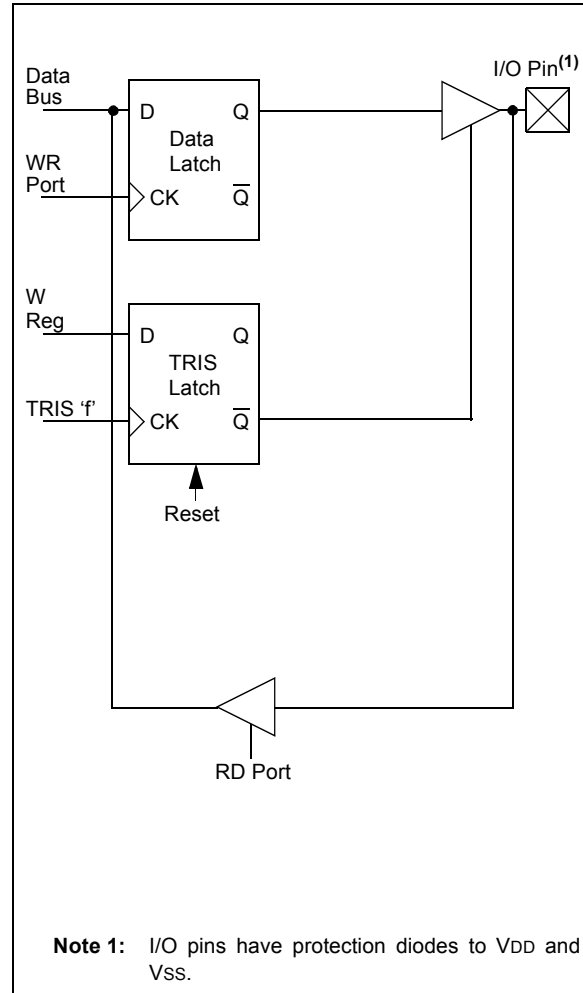 Data
Bus
I/O Pin(1)
D Q
Data
Latch
WR
Port
CK Q̅
W
Reg
D Q
TRIS
Latch
TRIS ‘f’
CK Q̅
Reset
RD Port
Note 1: I/O pins have protection diodes to VDD and
VSS.